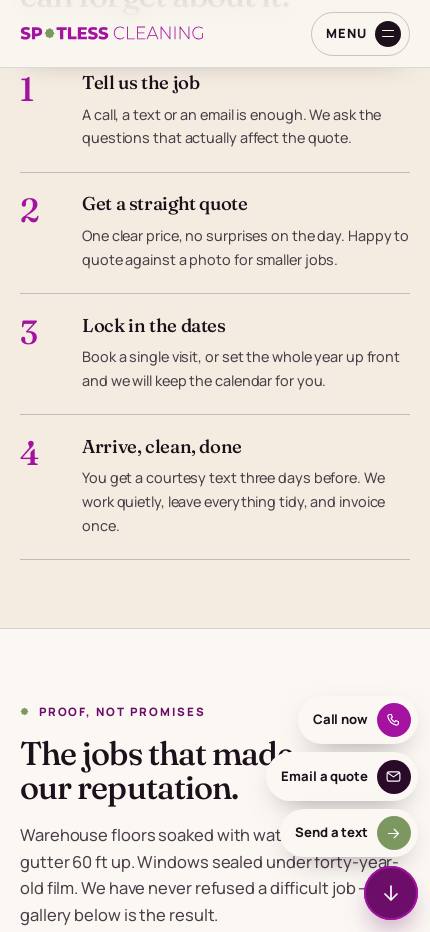 can forget about it.
SPOTLESS CLEANING
MENU
1
Tell us the job
A call, a text or an email is enough. We ask the
questions that actually affect the quote.
2
Get a straight quote
One clear price, no surprises on the day. Happy to
quote against a photo for smaller jobs.
3
Lock in the dates
Book a single visit, or set the whole year up front
and we will keep the calendar for you.
4
Arrive, clean, done
You get a courtesy text three days before. We
work quietly, leave everything tidy, and invoice
once.
PROOF, NOT PROMISES
Call now
The jobs that made
our reputation.
Email a quote
Warehouse floors soaked with
Send a text
gutter 60 ft up. Windows sealed under forty-year-
old film. We have never refused a difficult job –
gallery below is the result.